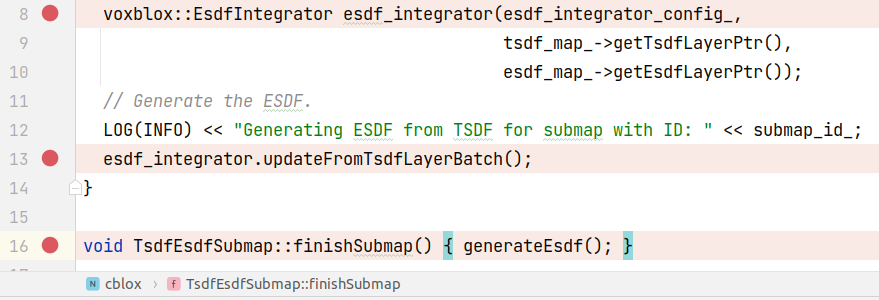 8 voxblox::EsdfIntegrator esdf_integrator(esdf_integrator_config_,
9 tsdf_map_->getTsdfLayerPtr(),
10 esdf_map_->getEsdfLayerPtr());
11 // Generate the ESDF.
12 LOG(INFO) << "Generating ESDF from TSDF for submap with ID: " << submap_id_;
13 esdf_integrator.updateFromTsdfLayerBatch();
14 }
15
16 void TsdfEsdfSubmap::finishSubmap() { generateEsdf(); }
N cblox › f TsdfEsdfSubmap::finishSubmap